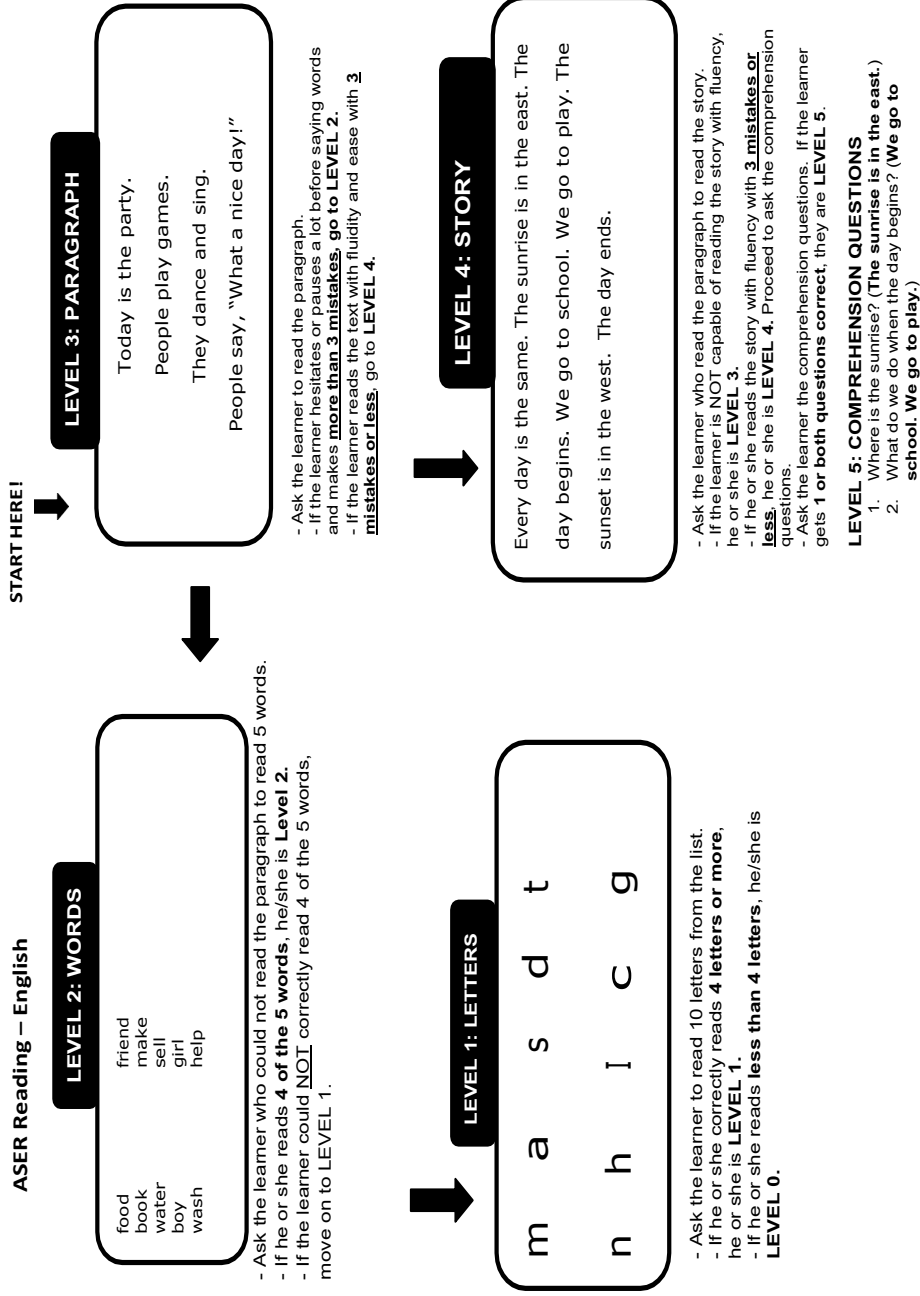 ASER Reading – English
START HERE!
LEVEL 3: PARAGRAPH
Today is the party.
People play games.
They dance and sing.
People say, “What a nice day!”
- Ask the learner to read the paragraph.
- If the learner hesitates or pauses a lot before saying words
and makes more than 3 mistakes, go to LEVEL 2.
- If the learner reads the text with fluidity and ease with 3
mistakes or less, go to LEVEL 4.
LEVEL 2: WORDS
food friend
book make
water sell
boy girl
wash help
- Ask the learner who could not read the paragraph to read 5 words.
- If he or she reads 4 of the 5 words, he/she is Level 2.
- If the learner could NOT correctly read 4 of the 5 words,
move on to LEVEL 1.
LEVEL 1: LETTERS
m a s d t
n h I c g
- Ask the learner to read 10 letters from the list.
- If he or she correctly reads 4 letters or more,
he or she is LEVEL 1.
- If he or she reads less than 4 letters, he/she is
LEVEL 0.
LEVEL 4: STORY
Every day is the same. The sunrise is in the east. The
day begins. We go to school. We go to play. The
sunset is in the west. The day ends.
- Ask the learner who read the paragraph to read the story.
- If the learner is NOT capable of reading the story with fluency,
he or she is LEVEL 3.
- If he or she reads the story with fluency with 3 mistakes or
less, he or she is LEVEL 4. Proceed to ask the comprehension
questions.
- Ask the learner the comprehension questions. If the learner
gets 1 or both questions correct, they are LEVEL 5.
LEVEL 5: COMPREHENSION QUESTIONS
1. Where is the sunrise? (The sunrise is in the east.)
2. What do we do when the day begins? (We go to
school. We go to play.)